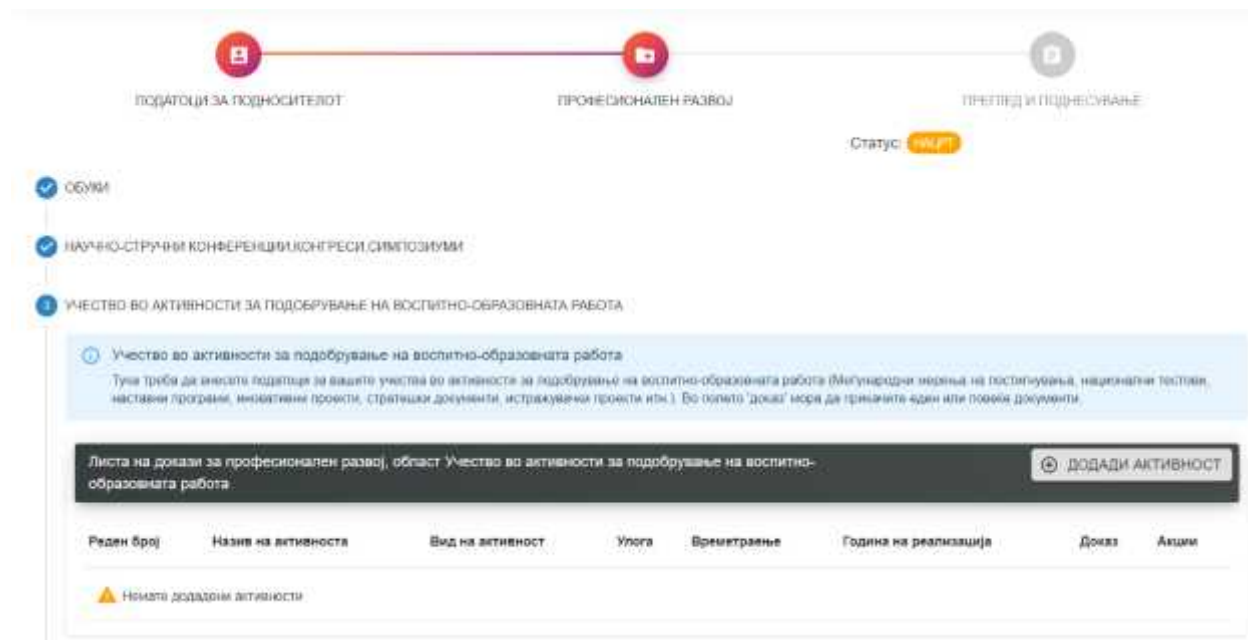 ПОДАТОЦИ ЗА ПОДНОСИТЕЛОТ
ПРОФЕСИОНАЛЕН РАЗВОЈ
ПРЕГЛЕД И ПОДНЕСУВАЊЕ
Статус: НАЦРТ
ОБУКИ
НАУЧНО-СТРУЧНИ КОНФЕРЕНЦИИ,КОНГРЕСИ,СИМПОЗИУМИ
3 УЧЕСТВО ВО АКТИВНОСТИ ЗА ПОДОБРУВАЊЕ НА ВОСПИТНО-ОБРАЗОВНАТА РАБОТА
Учество во активности за подобрување на воспитно-образовната работа
Тука треба да внесете податоци за вашите учества во активности за подобрување на воспитно-образовната работа (Меѓународни мерења на постигнувања, национални тестови,
наставни програми, иновативни проекти, стратешки документи, истражувачки проекти итн.). Во полето 'доказ' мора да прикачите еден или повеќе документи.
Листа на докази за професионален развој, област Учество во активности за подобрување на воспитно-
образовната работа
ДОДАДИ АКТИВНОСТ
Реден број Назив на активноста Вид на активност Улога Времетраење Година на реализација Доказ Акции
Немате додадени активности